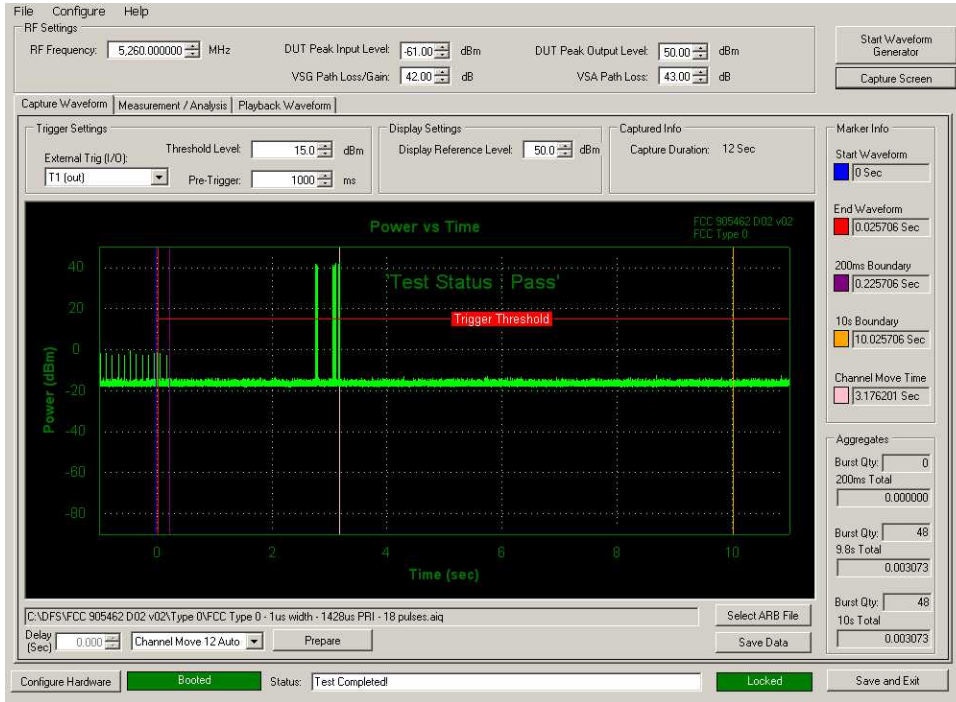 File Configure Help
RF Settings
RF Frequency: 5,260.000000 MHz
DUT Peak Input Level: -61.00 dBm
DUT Peak Output Level: 50.00 dBm
VSG Path Loss/Gain: 42.00 dB
VSA Path Loss: 43.00 dB
Start Waveform Generator
Capture Screen
Capture Waveform Measurement / Analysis Playback Waveform
Trigger Settings
External Trig (I/O):
T1 (out)
Threshold Level: 15.0 dBm
Pre-Trigger: 1000 ms
Display Settings
Display Reference Level: 50.0 dBm
Captured Info
Capture Duration: 12 Sec
Marker Info
Start Waveform
0 Sec
End Waveform
0.025706 Sec
200ms Boundary
0.225706 Sec
10s Boundary
10.025706 Sec
Channel Move Time
3.176201 Sec
Power vs Time
FCC 905462 D02 v02
FCC Type 0
'Test Status : Pass'
Trigger Threshold
Power (dBm)
40
20
0
-20
-40
-60
-80
0 2 4 6 8 10
Time (sec)
Aggregates
Burst Qty: 0
200ms Total
0.000000
Burst Qty: 48
9.8s Total
0.003073
Burst Qty: 48
10s Total
0.003073
C:\DFS\FCC 905462 D02 v02\Type 0\FCC Type 0 - 1us width - 1428us PRI - 18 pulses.aiq
Select ARB File
Delay (Sec) 0.000
Channel Move 12 Auto
Prepare
Save Data
Configure Hardware
Booted
Status: Test Completed!
Locked
Save and Exit